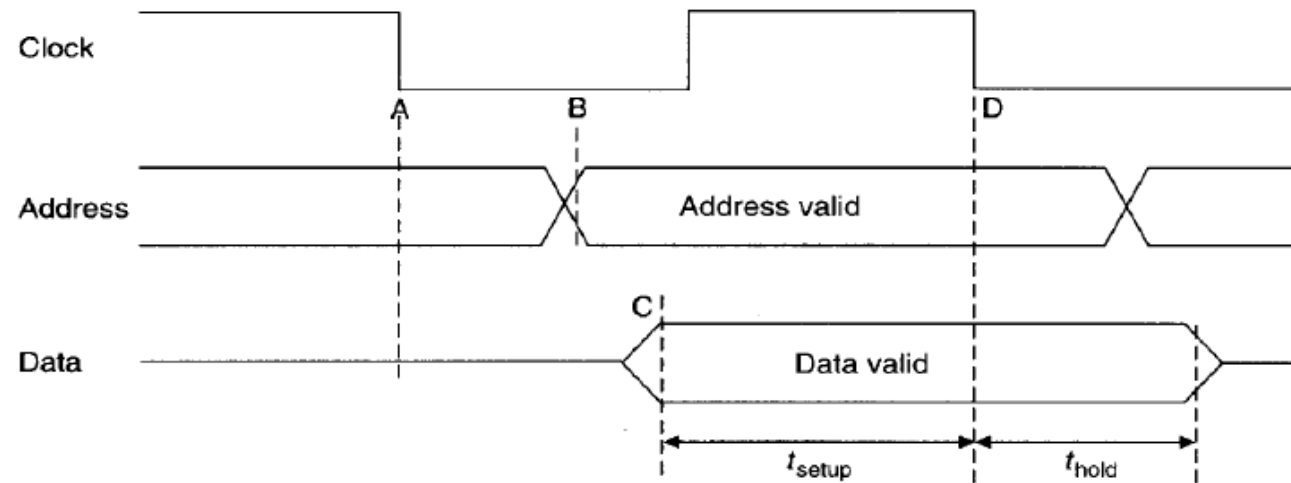 Clock
A
B
D
Address
Address valid
C
Data
Data valid
tsetup
thold